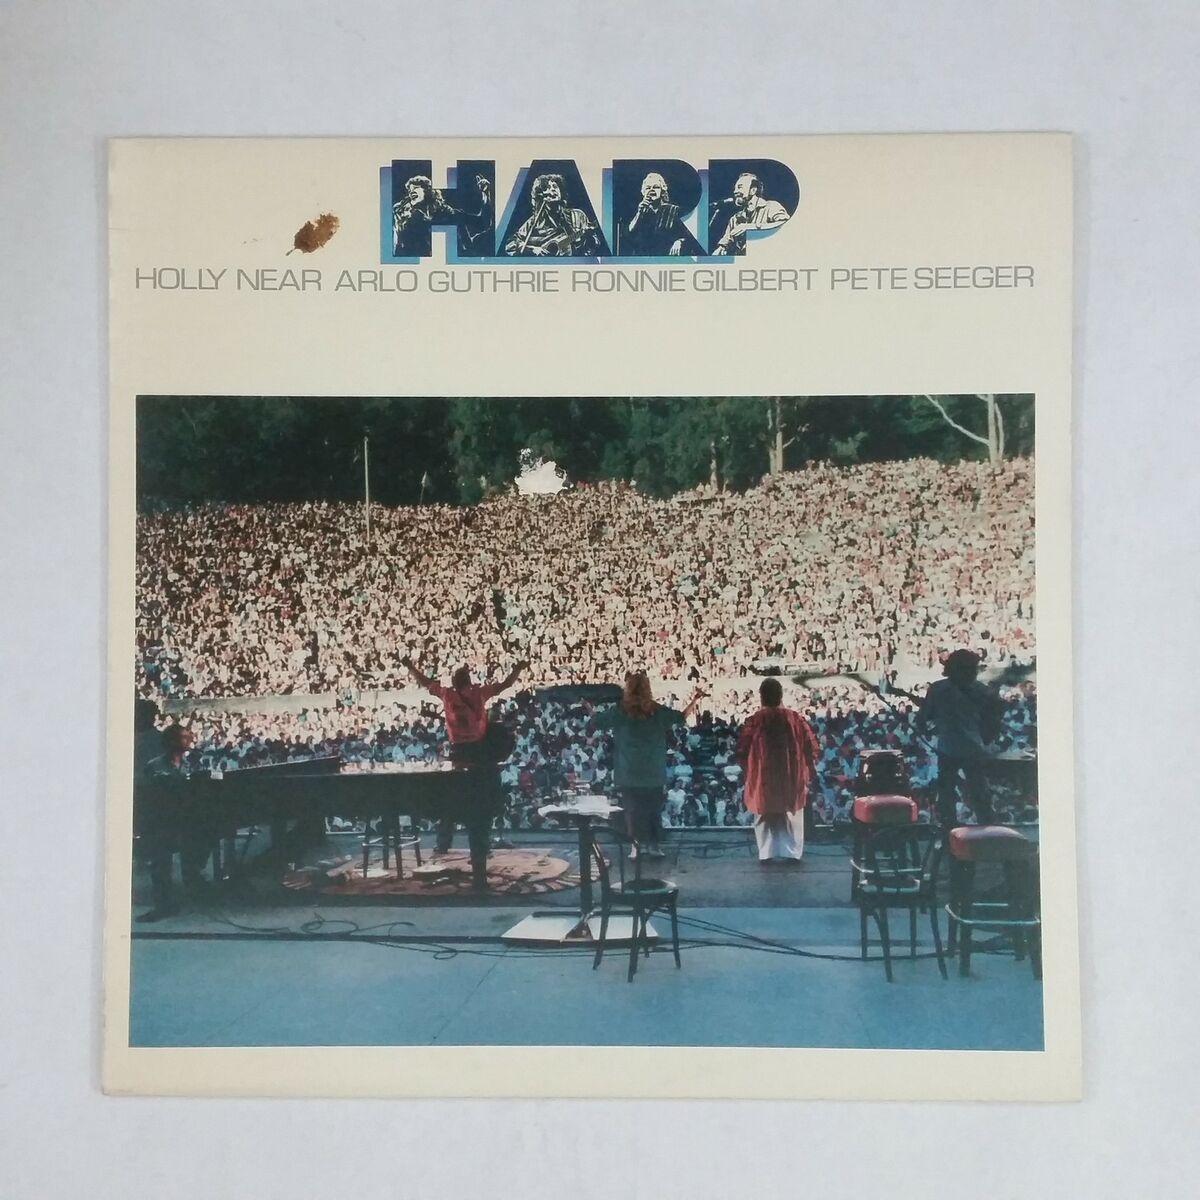 HARP
HOLLY NEAR ARLO GUTHRIE RONNIE GILBERT PETE SEEGER